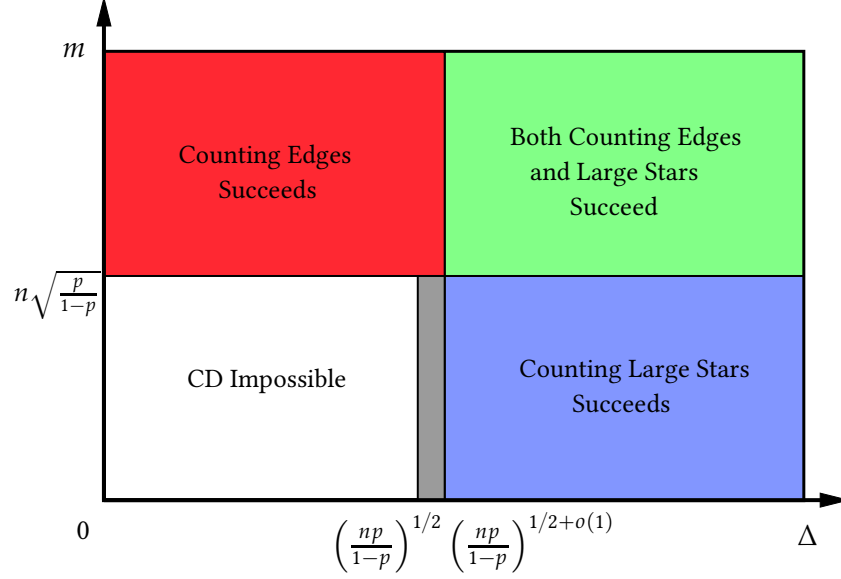 m
Counting Edges
Succeeds
Both Counting Edges
and Large Stars
Succeed
n√(p/(1−p))
CD Impossible
Counting Large Stars
Succeeds
0
(np/(1−p))^{1/2} (np/(1−p))^{1/2+o(1)}
Δ